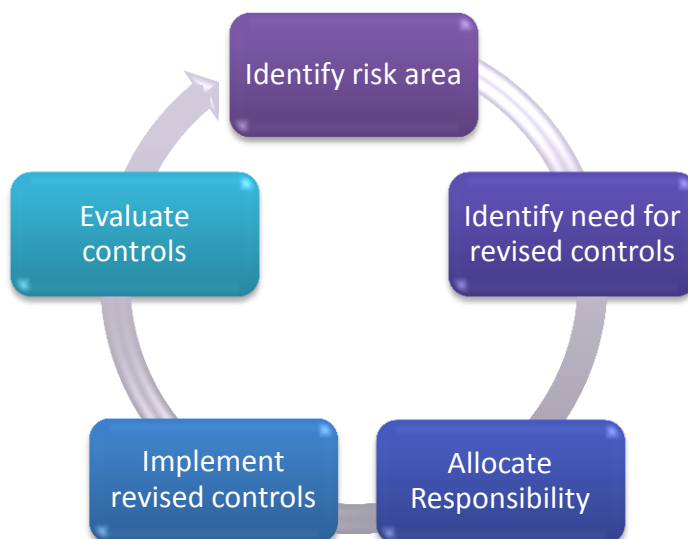 Identify risk area
Identify need for
revised controls
Allocate
Responsibility
Implement
revised controls
Evaluate
controls